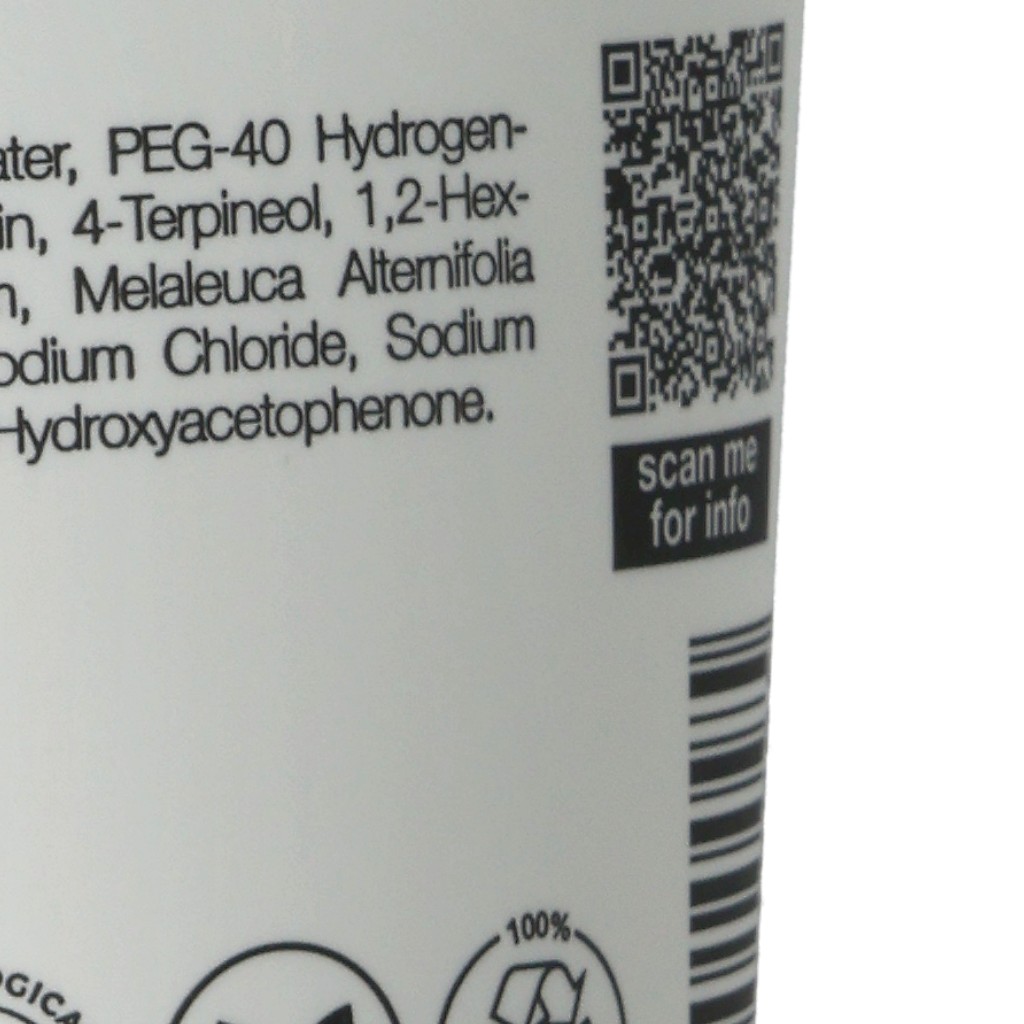 ater, PEG-40 Hydrogen-
in, 4-Terpineol, 1,2-Hex-
n, Melaleuca Alternifolia
odium Chloride, Sodium
Hydroxyacetophenone.
scan me
for info
100%
OGICA